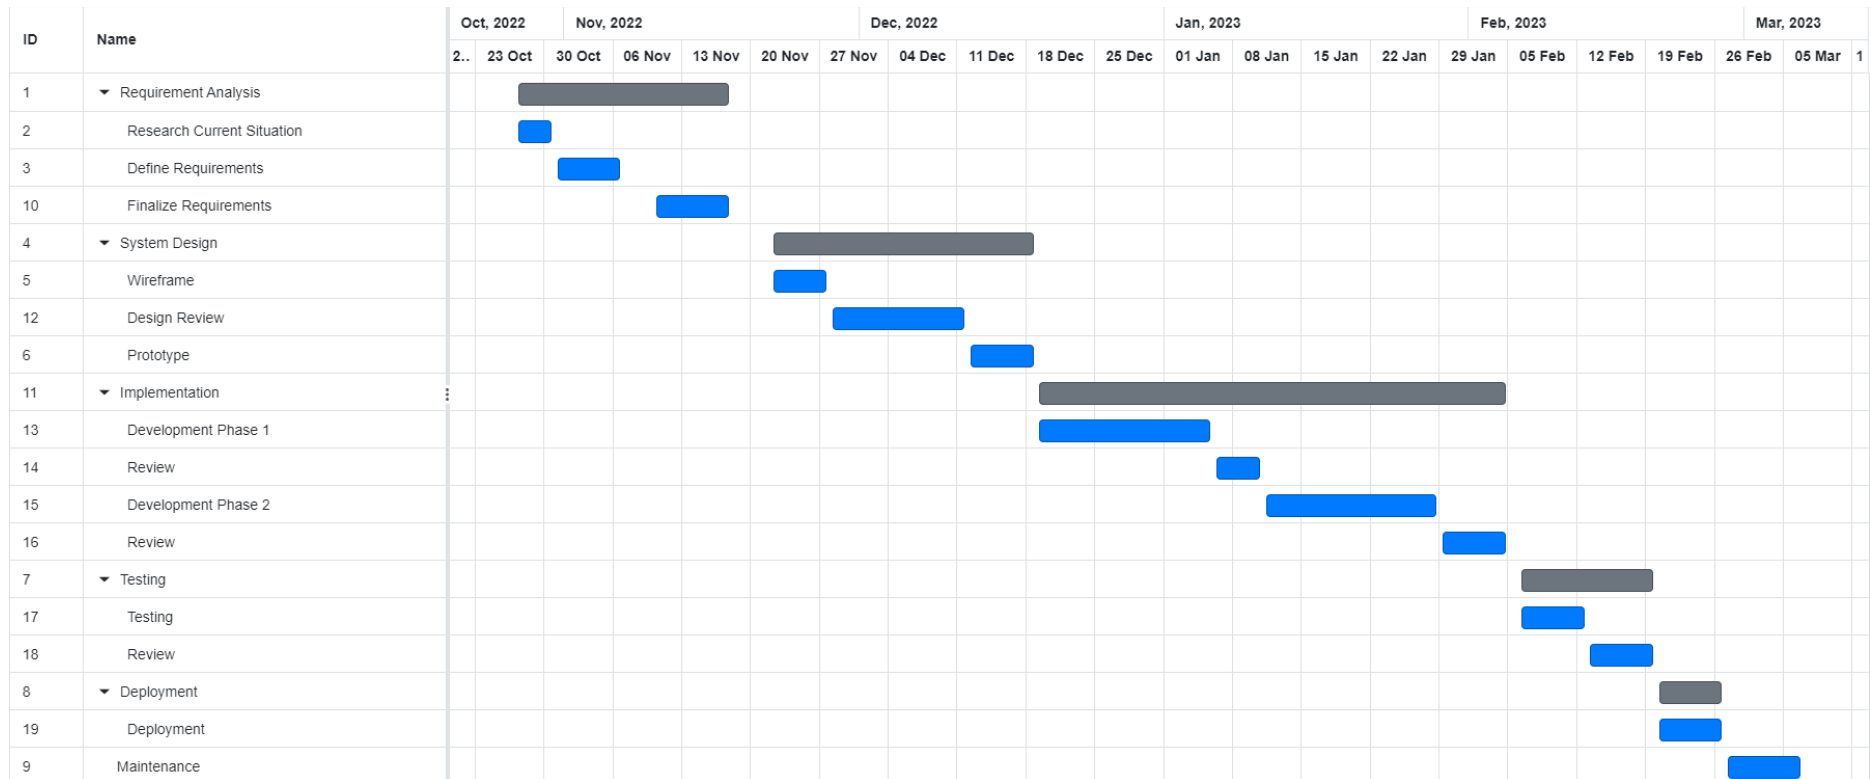 Oct, 2022 Nov, 2022 Dec, 2022 Jan, 2023 Feb, 2023 Mar, 2023
ID Name
2.. 23 Oct 30 Oct 06 Nov 13 Nov 20 Nov 27 Nov 04 Dec 11 Dec 18 Dec 25 Dec 01 Jan 08 Jan 15 Jan 22 Jan 29 Jan 05 Feb 12 Feb 19 Feb 26 Feb 05 Mar 1
1 Requirement Analysis
2 Research Current Situation
3 Define Requirements
10 Finalize Requirements
4 System Design
5 Wireframe
12 Design Review
6 Prototype
11 Implementation
13 Development Phase 1
14 Review
15 Development Phase 2
16 Review
7 Testing
17 Testing
18 Review
8 Deployment
19 Deployment
9 Maintenance